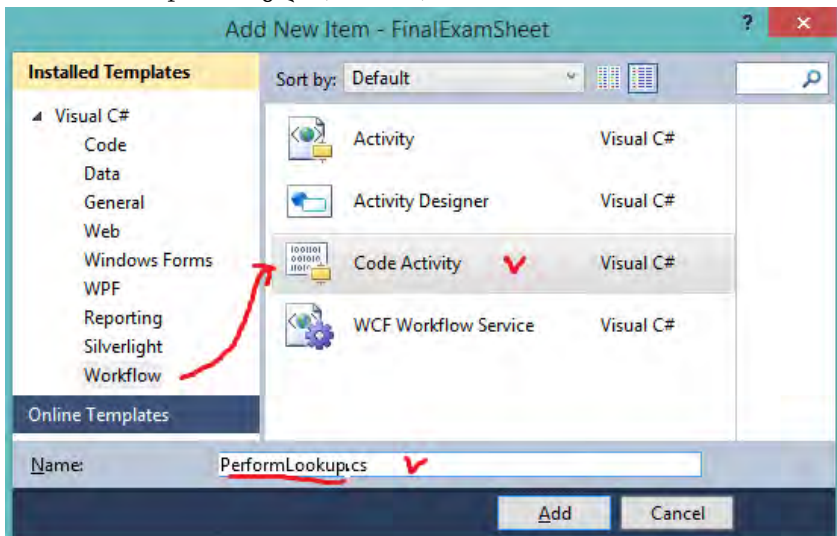 Add New Item - FinalExamSheet ?
Installed Templates
Sort by: Default
Visual C#
Code
Data
General
Web
Windows Forms
WPF
Reporting
Silverlight
Workflow
Online Templates
Activity Visual C#
Activity Designer Visual C#
Code Activity Visual C#
WCF Workflow Service Visual C#
Name: PerformLookup.cs
Add Cancel